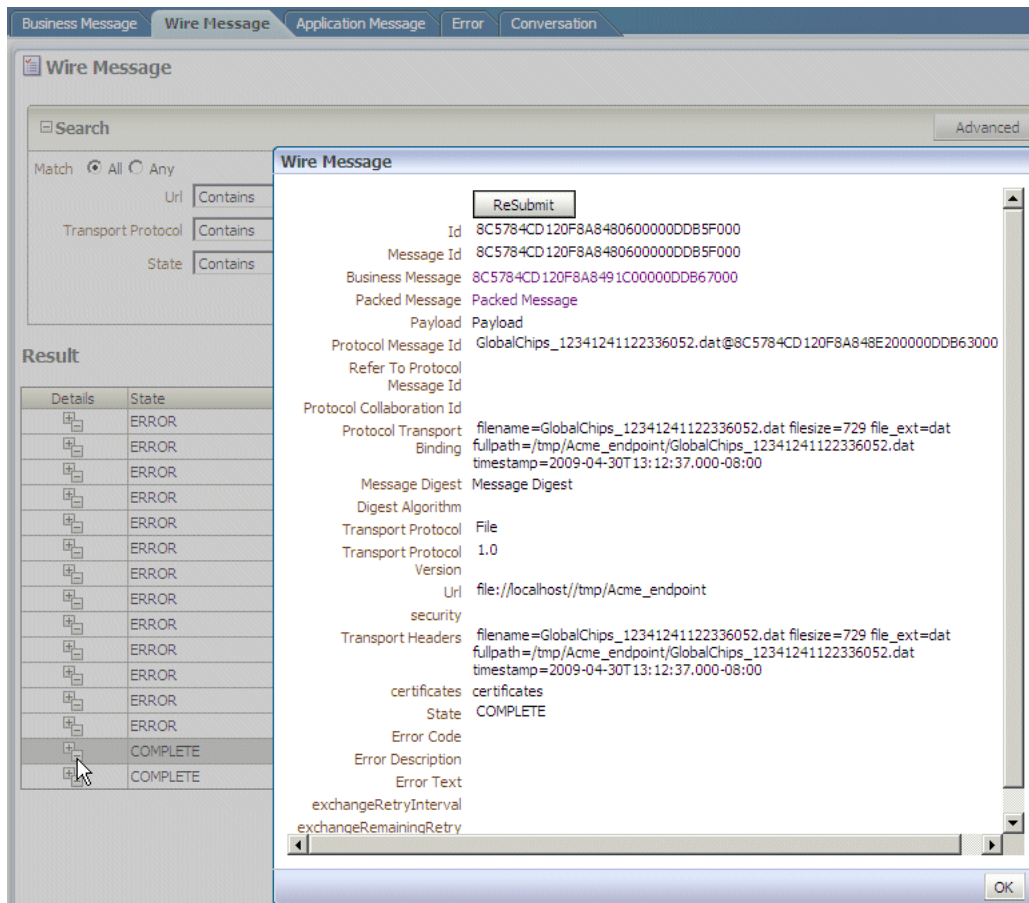 Business Message Wire Message Application Message Error Conversation
Wire Message
Search Advanced
Match All Any
Url Contains
Transport Protocol Contains
State Contains
Result
Details State
ERROR
ERROR
ERROR
ERROR
ERROR
ERROR
ERROR
ERROR
ERROR
ERROR
ERROR
ERROR
ERROR
COMPLETE
COMPLETE
Wire Message
ReSubmit
Id 8C5784CD120F8A8480600000DDB5F000
Message Id 8C5784CD120F8A8480600000DDB5F000
Business Message 8C5784CD120F8A8491C00000DDB67000
Packed Message Packed Message
Payload Payload
Protocol Message Id GlobalChips_12341241122336052.dat@8C5784CD120F8A848E200000DDB63000
Refer To Protocol
Message Id
Protocol Collaboration Id
Protocol Transport filename=GlobalChips_12341241122336052.dat filesize=729 file_ext=dat
Binding fullpath=/tmp/Acme_endpoint/GlobalChips_12341241122336052.dat
timestamp=2009-04-30T13:12:37.000-08:00
Message Digest Message Digest
Digest Algorithm
Transport Protocol File
Transport Protocol 1.0
Version
Url file://localhost//tmp/Acme_endpoint
security
Transport Headers filename=GlobalChips_12341241122336052.dat filesize=729 file_ext=dat
fullpath=/tmp/Acme_endpoint/GlobalChips_12341241122336052.dat
timestamp=2009-04-30T13:12:37.000-08:00
certificates certificates
State COMPLETE
Error Code
Error Description
Error Text
exchangeRetryInterval
exchangeRemainingRetry
OK